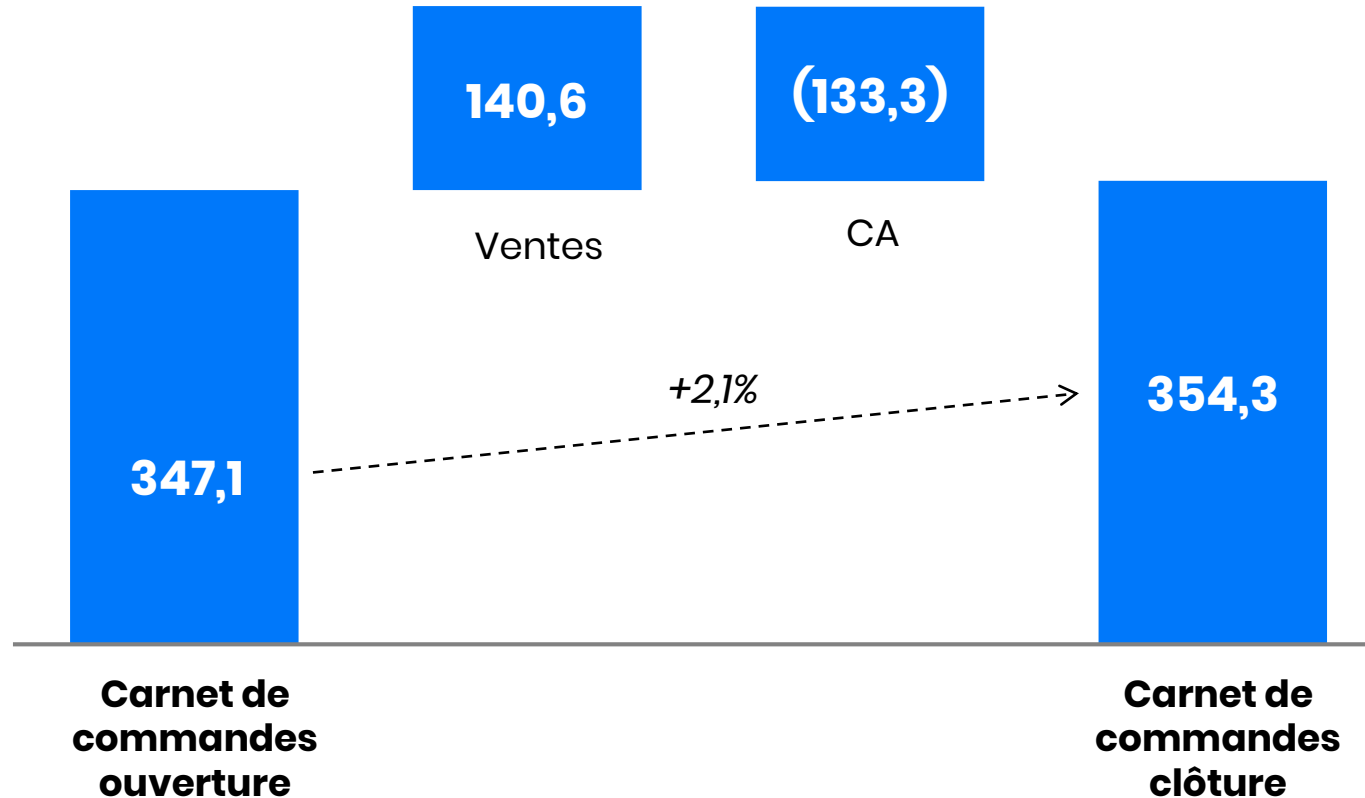 140,6
(133,3)
Ventes
CA
+2,1%
354,3
347,1
Carnet de
commandes
ouverture
Carnet de
commandes
clôture